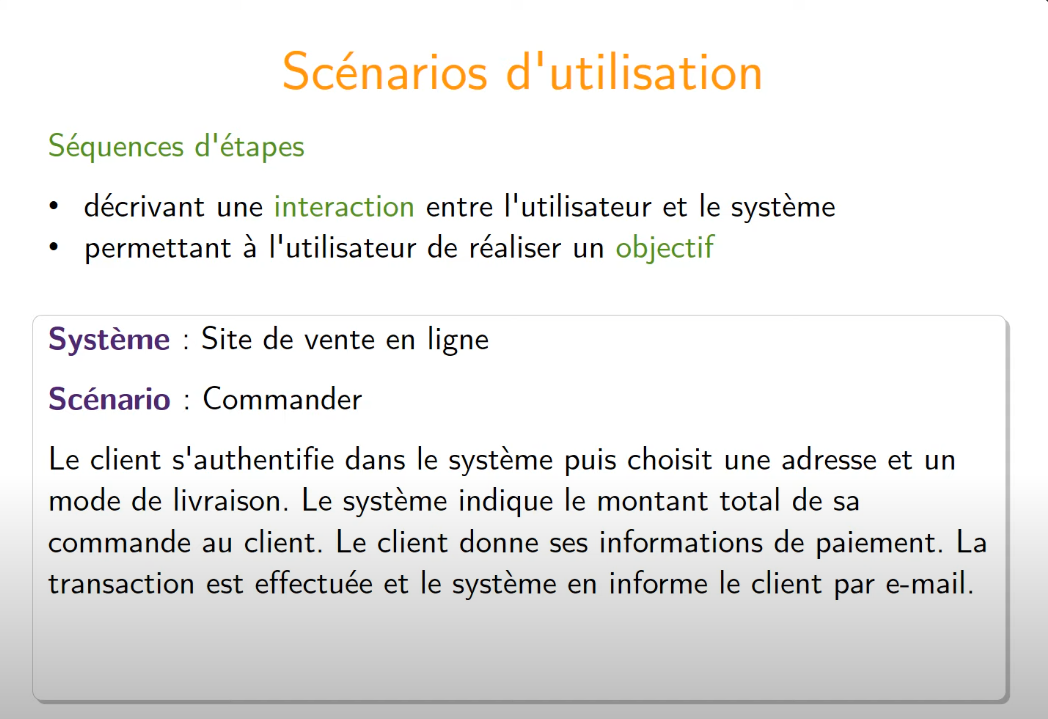 Scénarios d'utilisation
Séquences d'étapes
• décrivant une interaction entre l'utilisateur et le système
• permettant à l'utilisateur de réaliser un objectif
Système : Site de vente en ligne
Scénario : Commander
Le client s'authentifie dans le système puis choisit une adresse et un
mode de livraison. Le système indique le montant total de sa
commande au client. Le client donne ses informations de paiement. La
transaction est effectuée et le système en informe le client par e-mail.